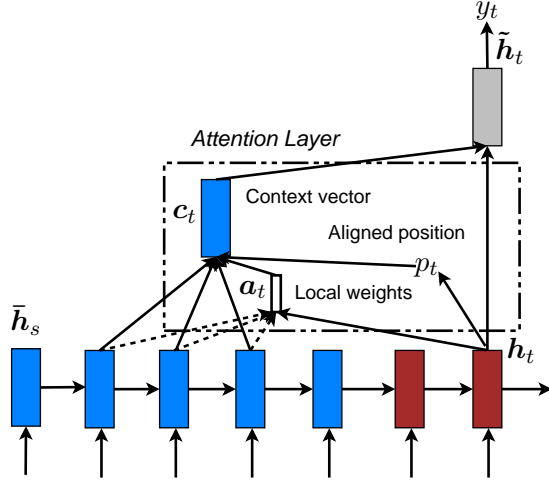 y_t
h̃_t
Attention Layer
c_t
Context vector
Aligned position
p_t
a_t
Local weights
h̄_s
h_t